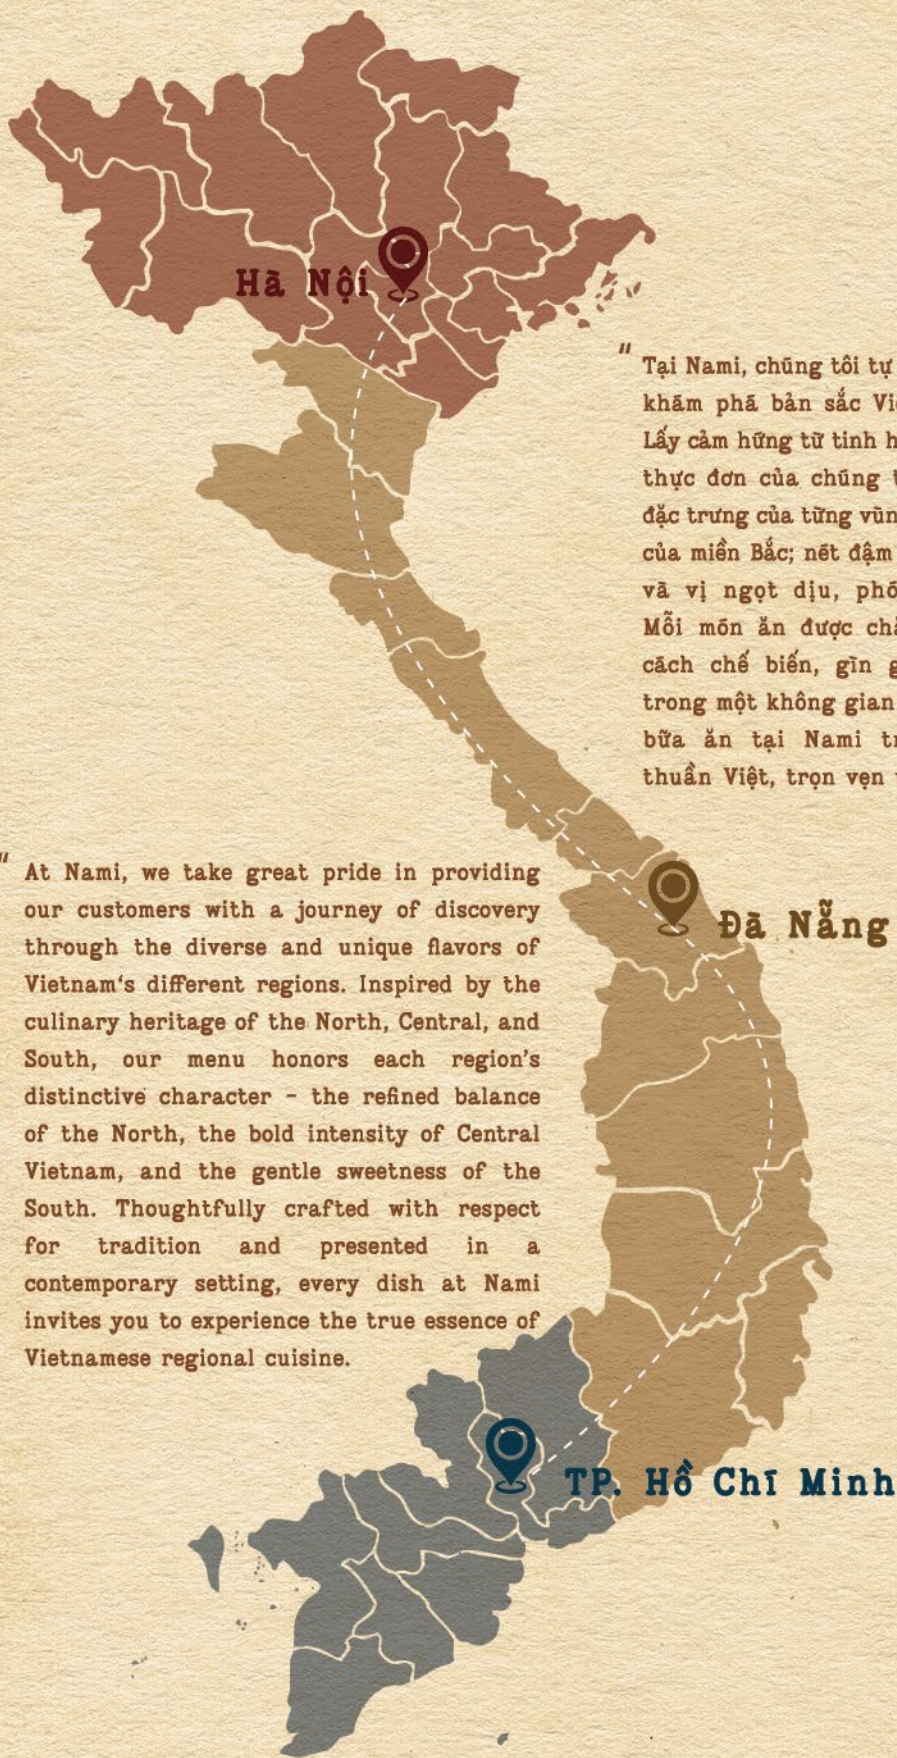 Hà Nội
"
Tại Nami, chúng tôi tự
khám phá bản sắc
Lấy cảm hứng từ tinh
thực đơn của chúng
đặc trưng của từng
của miền Bắc; nét đậm
và vị ngọt dịu,
Mỗi món ăn được
cách chế biến, gìn
trong một không gian
bữa ăn tại Nami
thuần Việt, trọn vẹn
"
At Nami, we take great pride in providing
our customers with a journey of discovery
through the diverse and unique flavors of
Vietnam's different regions. Inspired by the
culinary heritage of the North, Central, and
South, our menu honors each region's
distinctive character - the refined balance
of the North, the bold intensity of Central
Vietnam, and the gentle sweetness of the
South. Thoughtfully crafted with respect
for tradition and presented in a
contemporary setting, every dish at Nami
invites you to experience the true essence of
Vietnamese regional cuisine.
Đà Nẵng
TP. Hồ Chí Minh